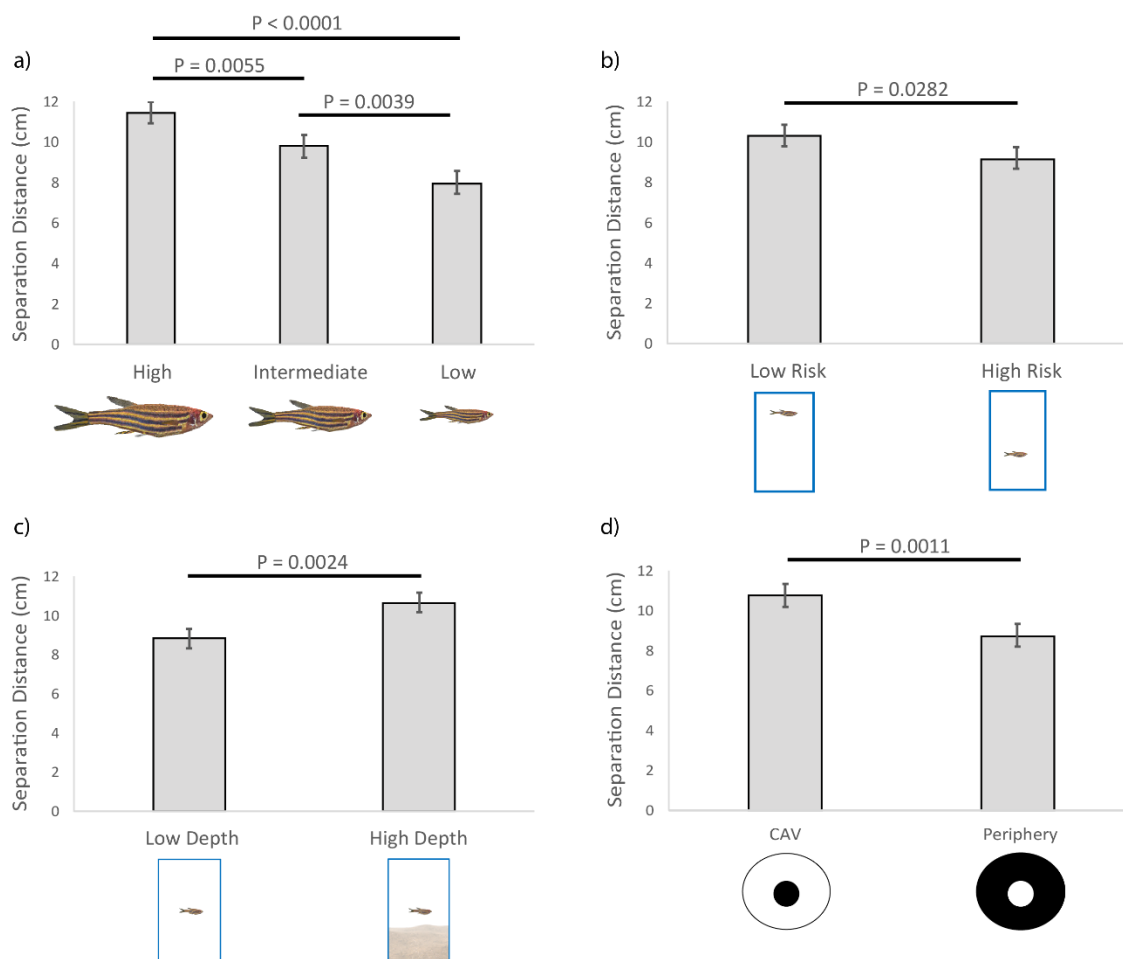 a)
P < 0.0001
P = 0.0055
P = 0.0039
Separation Distance (cm)
12
10
8
6
4
2
0
High Intermediate Low
b)
P = 0.0282
Separation Distance (cm)
12
10
8
6
4
2
0
Low Risk High Risk
c)
P = 0.0024
Separation Distance (cm)
12
10
8
6
4
2
0
Low Depth High Depth
d)
P = 0.0011
Separation Distance (cm)
12
10
8
6
4
2
0
CAV Periphery